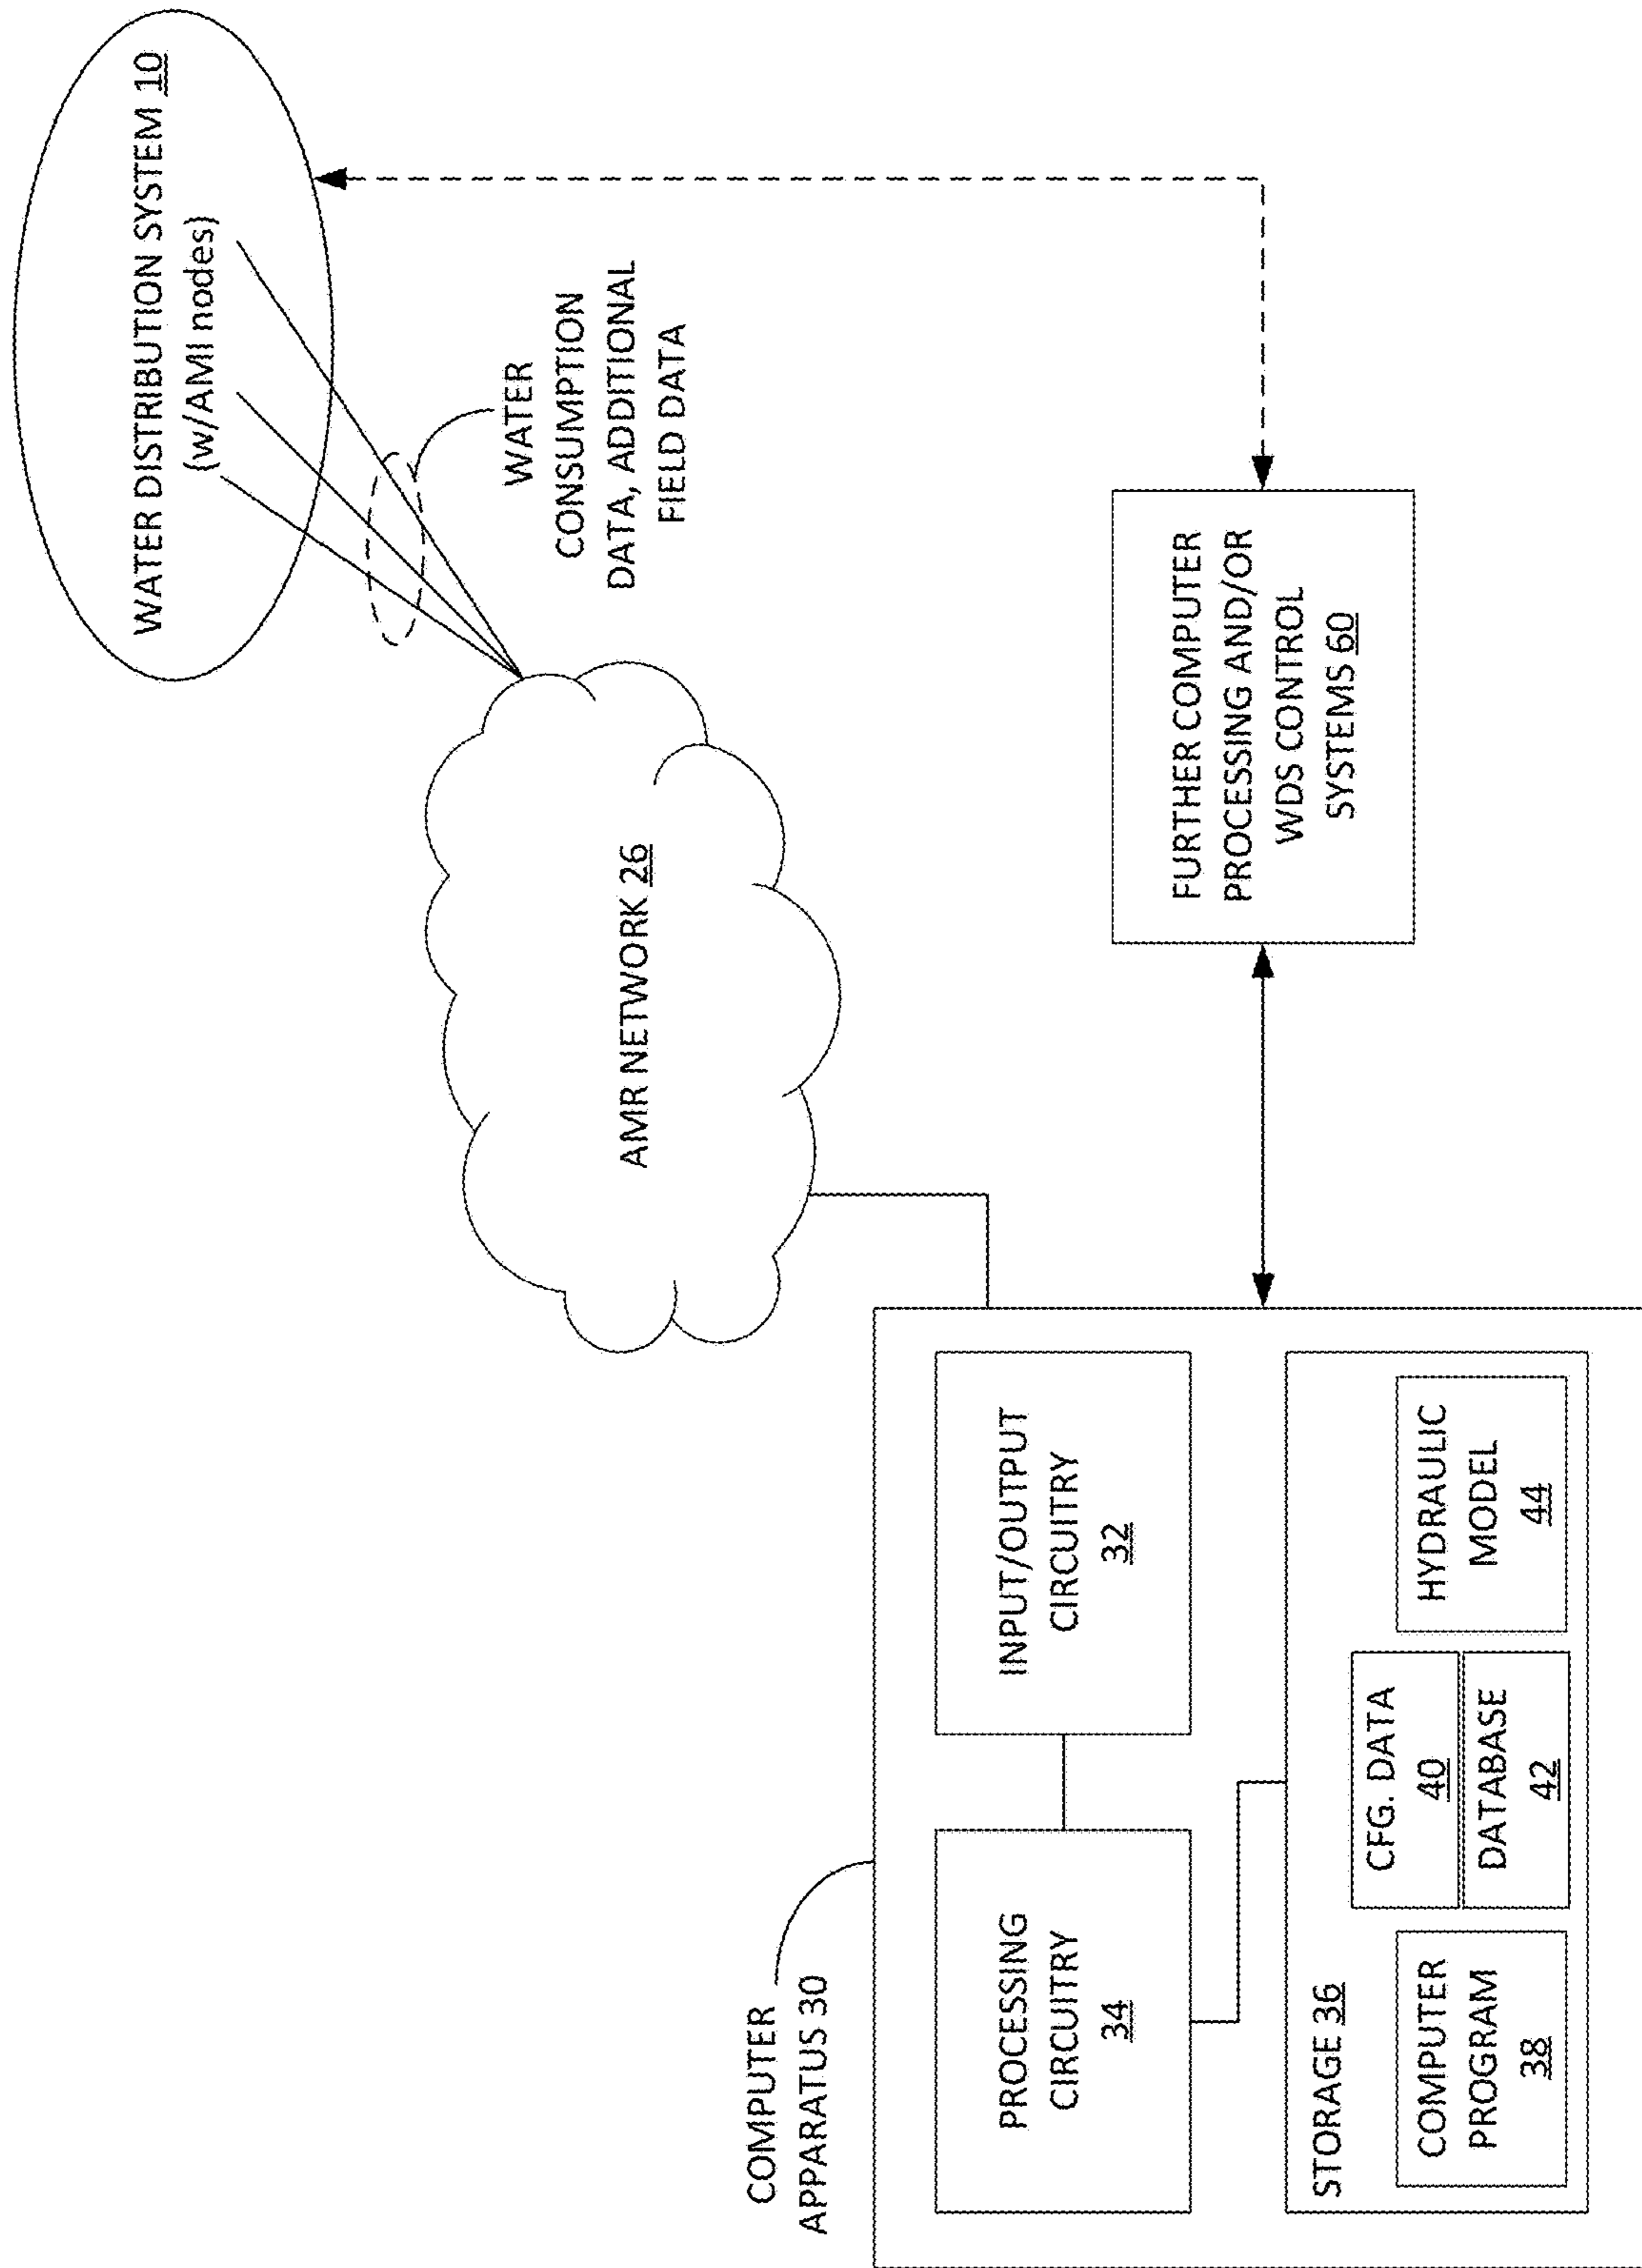 WATER DISTRIBUTION SYSTEM 10
(w/AMI nodes)
WATER
CONSUMPTION
DATA, ADDITIONAL
FIELD DATA
AMR NETWORK 26
COMPUTER
APPARATUS 30
PROCESSING
CIRCUITRY
34
INPUT/OUTPUT
CIRCUITRY
32
FURTHER COMPUTER
PROCESSING AND/OR
WDS CONTROL
SYSTEMS 60
STORAGE 36
COMPUTER
PROGRAM
38
CFG. DATA
40
DATABASE
42
HYDRAULIC
MODEL
44